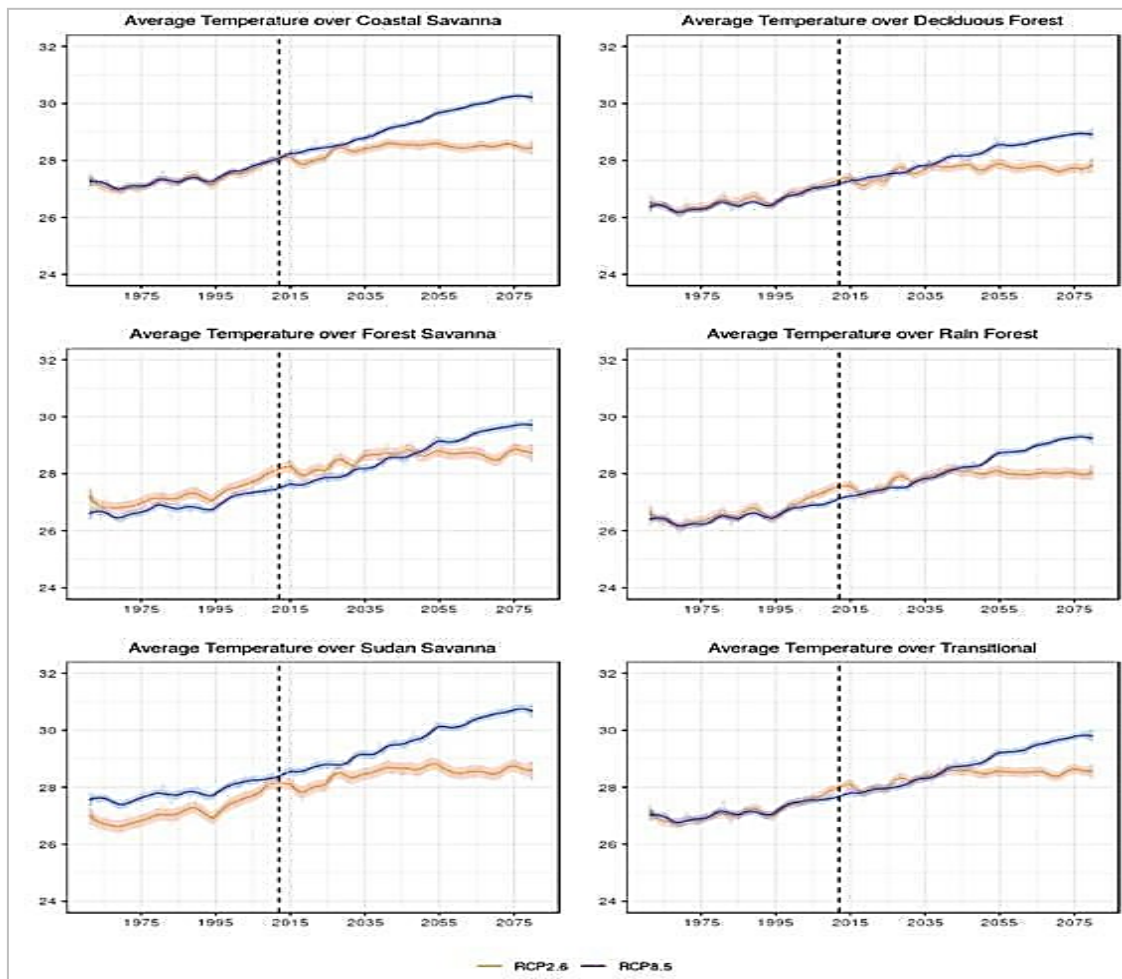 Average Temperature over Coastal Savanna
Average Temperature over Deciduous Forest
32
30
28
26
24
1975 1995 2015 2035 2055 2075
32
30
28
26
24
1975 1995 2015 2035 2055 2075
Average Temperature over Forest Savanna
Average Temperature over Rain Forest
32
30
28
26
24
1975 1995 2015 2035 2055 2075
32
30
28
26
24
1975 1995 2015 2035 2055 2075
Average Temperature over Sudan Savanna
Average Temperature over Transitional
32
30
28
26
24
1975 1995 2015 2035 2055 2075
32
30
28
26
24
1975 1995 2015 2035 2055 2075
RCP2.6 RCP8.5